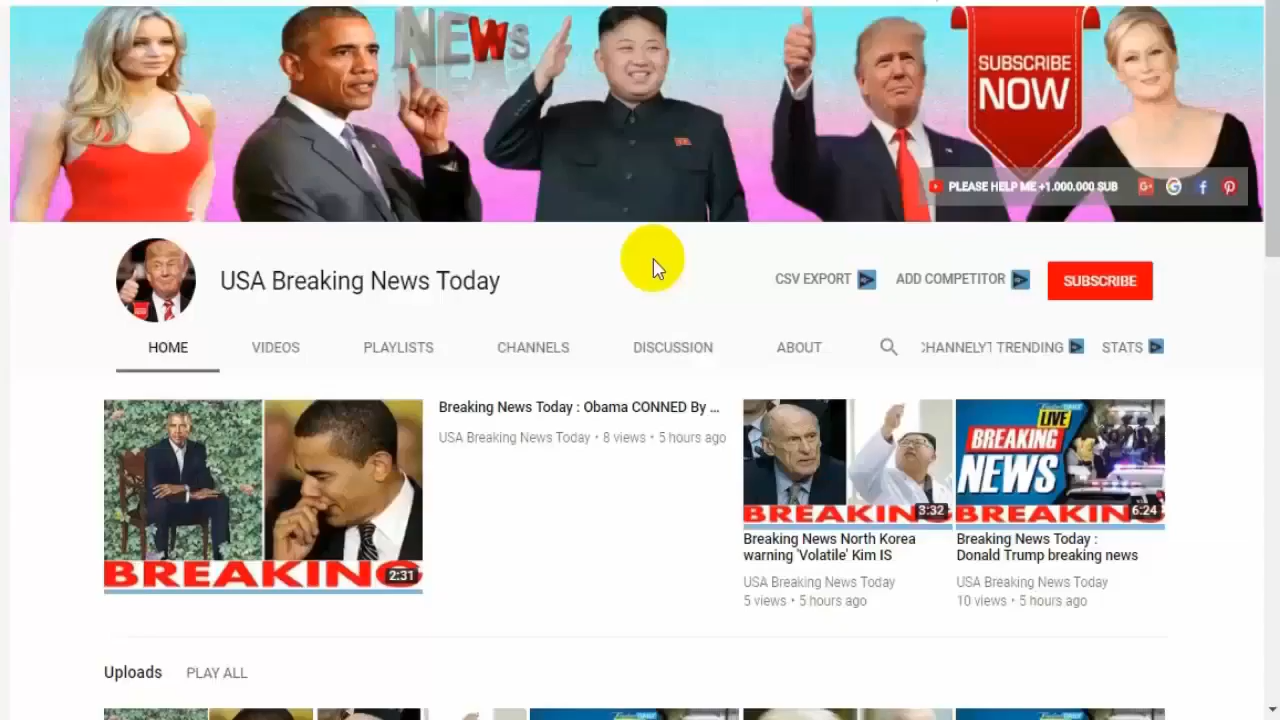 NEWS
SUBSCRIBE
NOW
PLEASE HELP ME +1.000.000 SUB
USA Breaking News Today
CSV EXPORT
ADD COMPETITOR
SUBSCRIBE
HOME
VIDEOS
PLAYLISTS
CHANNELS
DISCUSSION
ABOUT
CHANNELYT TRENDING
STATS
BREAKING
2:31
Breaking News Today : Obama CONNED By ...
USA Breaking News Today • 8 views • 5 hours ago
BREAKIN
3:32
Breaking News North Korea
warning 'Volatile' Kim IS
USA Breaking News Today
5 views • 5 hours ago
LIVE
BREAKING
NEWS
BREAKIN
6:24
Breaking News Today :
Donald Trump breaking news
USA Breaking News Today
10 views • 5 hours ago
Uploads
PLAY ALL